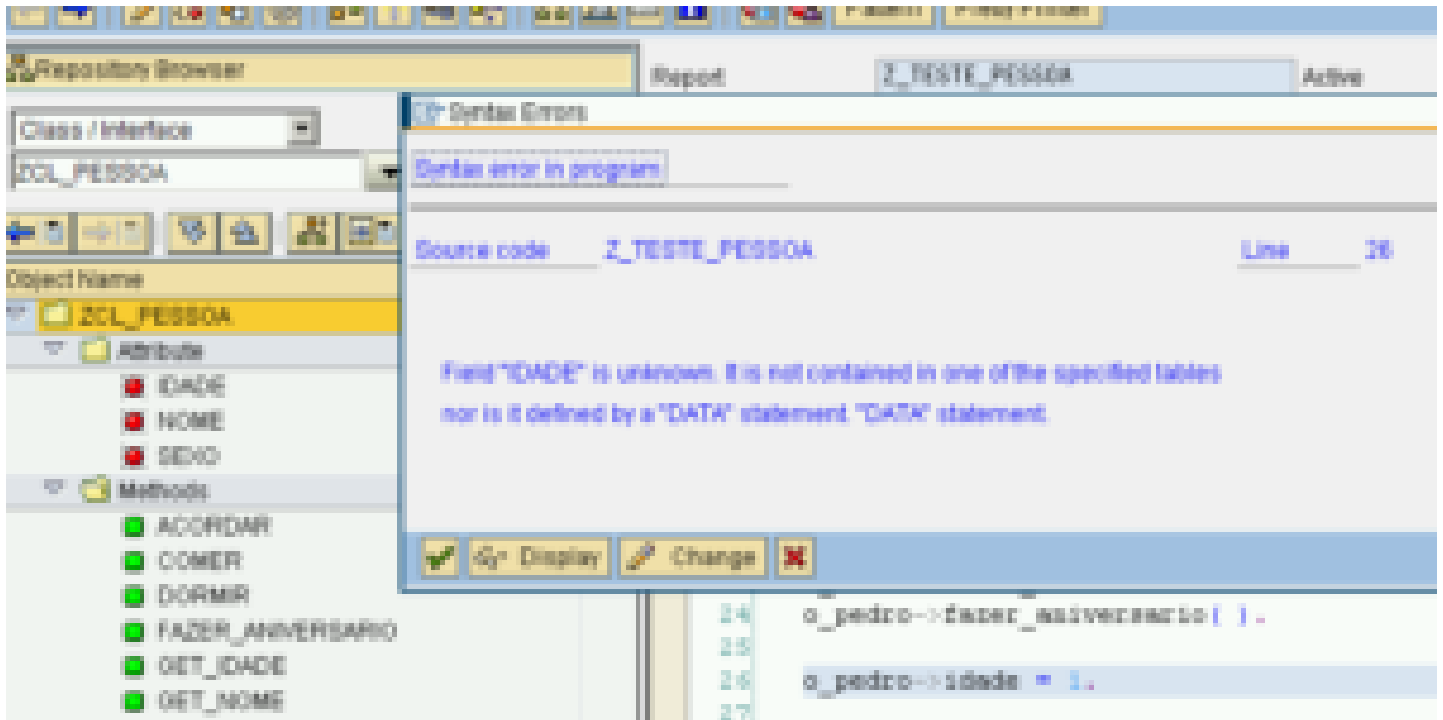 Pattern Pretty Printer
Repository Browser
Report Z_TESTE_PESSOA Active
Syntax Errors
Class / Interface
Syntax error in program
ZCL_PESSOA
Source code Z_TESTE_PESSOA Line 26
Object Name
ZCL_PESSOA
Attribute
Field "IDADE" is unknown. It is not contained in one of the specified tables
IDADE
nor is it defined by a "DATA" statement. "DATA" statement.
NOME
SEXO
Methods
ACORDAR
COMER
Display Change
DORMIR
24 o_pedro->fazer_aniversario( ).
FAZER_ANIVERSARIO
25
GET_IDADE
26 o_pedro->idade = 1.
GET_NOME
27